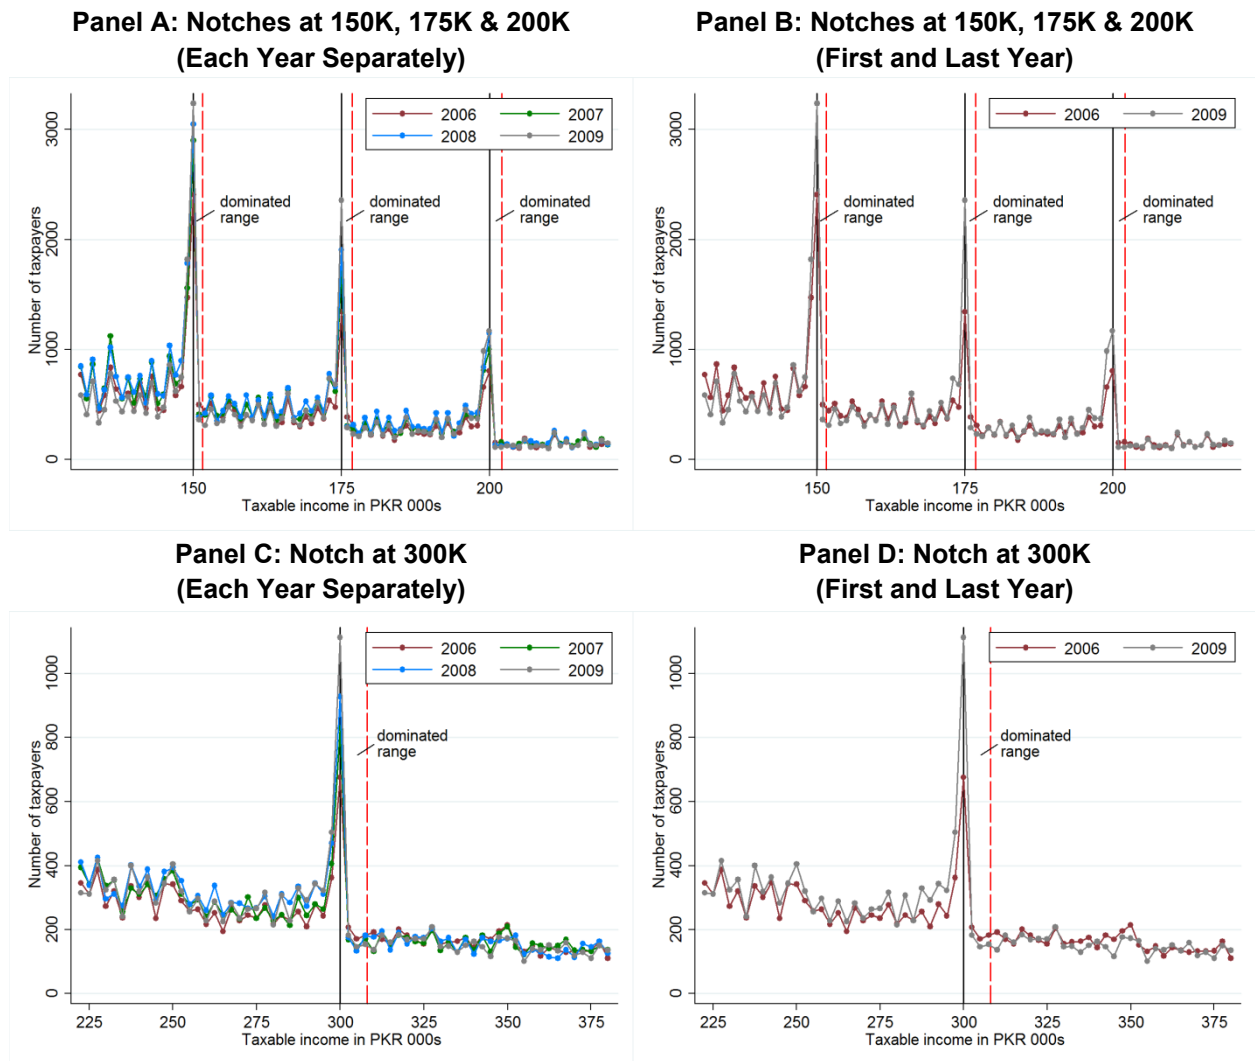 Panel A: Notches at 150K, 175K & 200K
(Each Year Separately)
Number of taxpayers
3000
2000
1000
0
2006
2007
2008
2009
dominated
range
dominated
range
dominated
range
150
175
200
Taxable income in PKR 000s
Panel B: Notches at 150K, 175K & 200K
(First and Last Year)
Number of taxpayers
3000
2000
1000
0
2006
2009
dominated
range
dominated
range
dominated
range
150
175
200
Taxable income in PKR 000s
Panel C: Notch at 300K
(Each Year Separately)
Number of taxpayers
1000
800
600
400
200
0
2006
2007
2008
2009
dominated
range
225
250
275
300
325
350
375
Taxable income in PKR 000s
Panel D: Notch at 300K
(First and Last Year)
Number of taxpayers
1000
800
600
400
200
0
2006
2009
dominated
range
225
250
275
300
325
350
375
Taxable income in PKR 000s